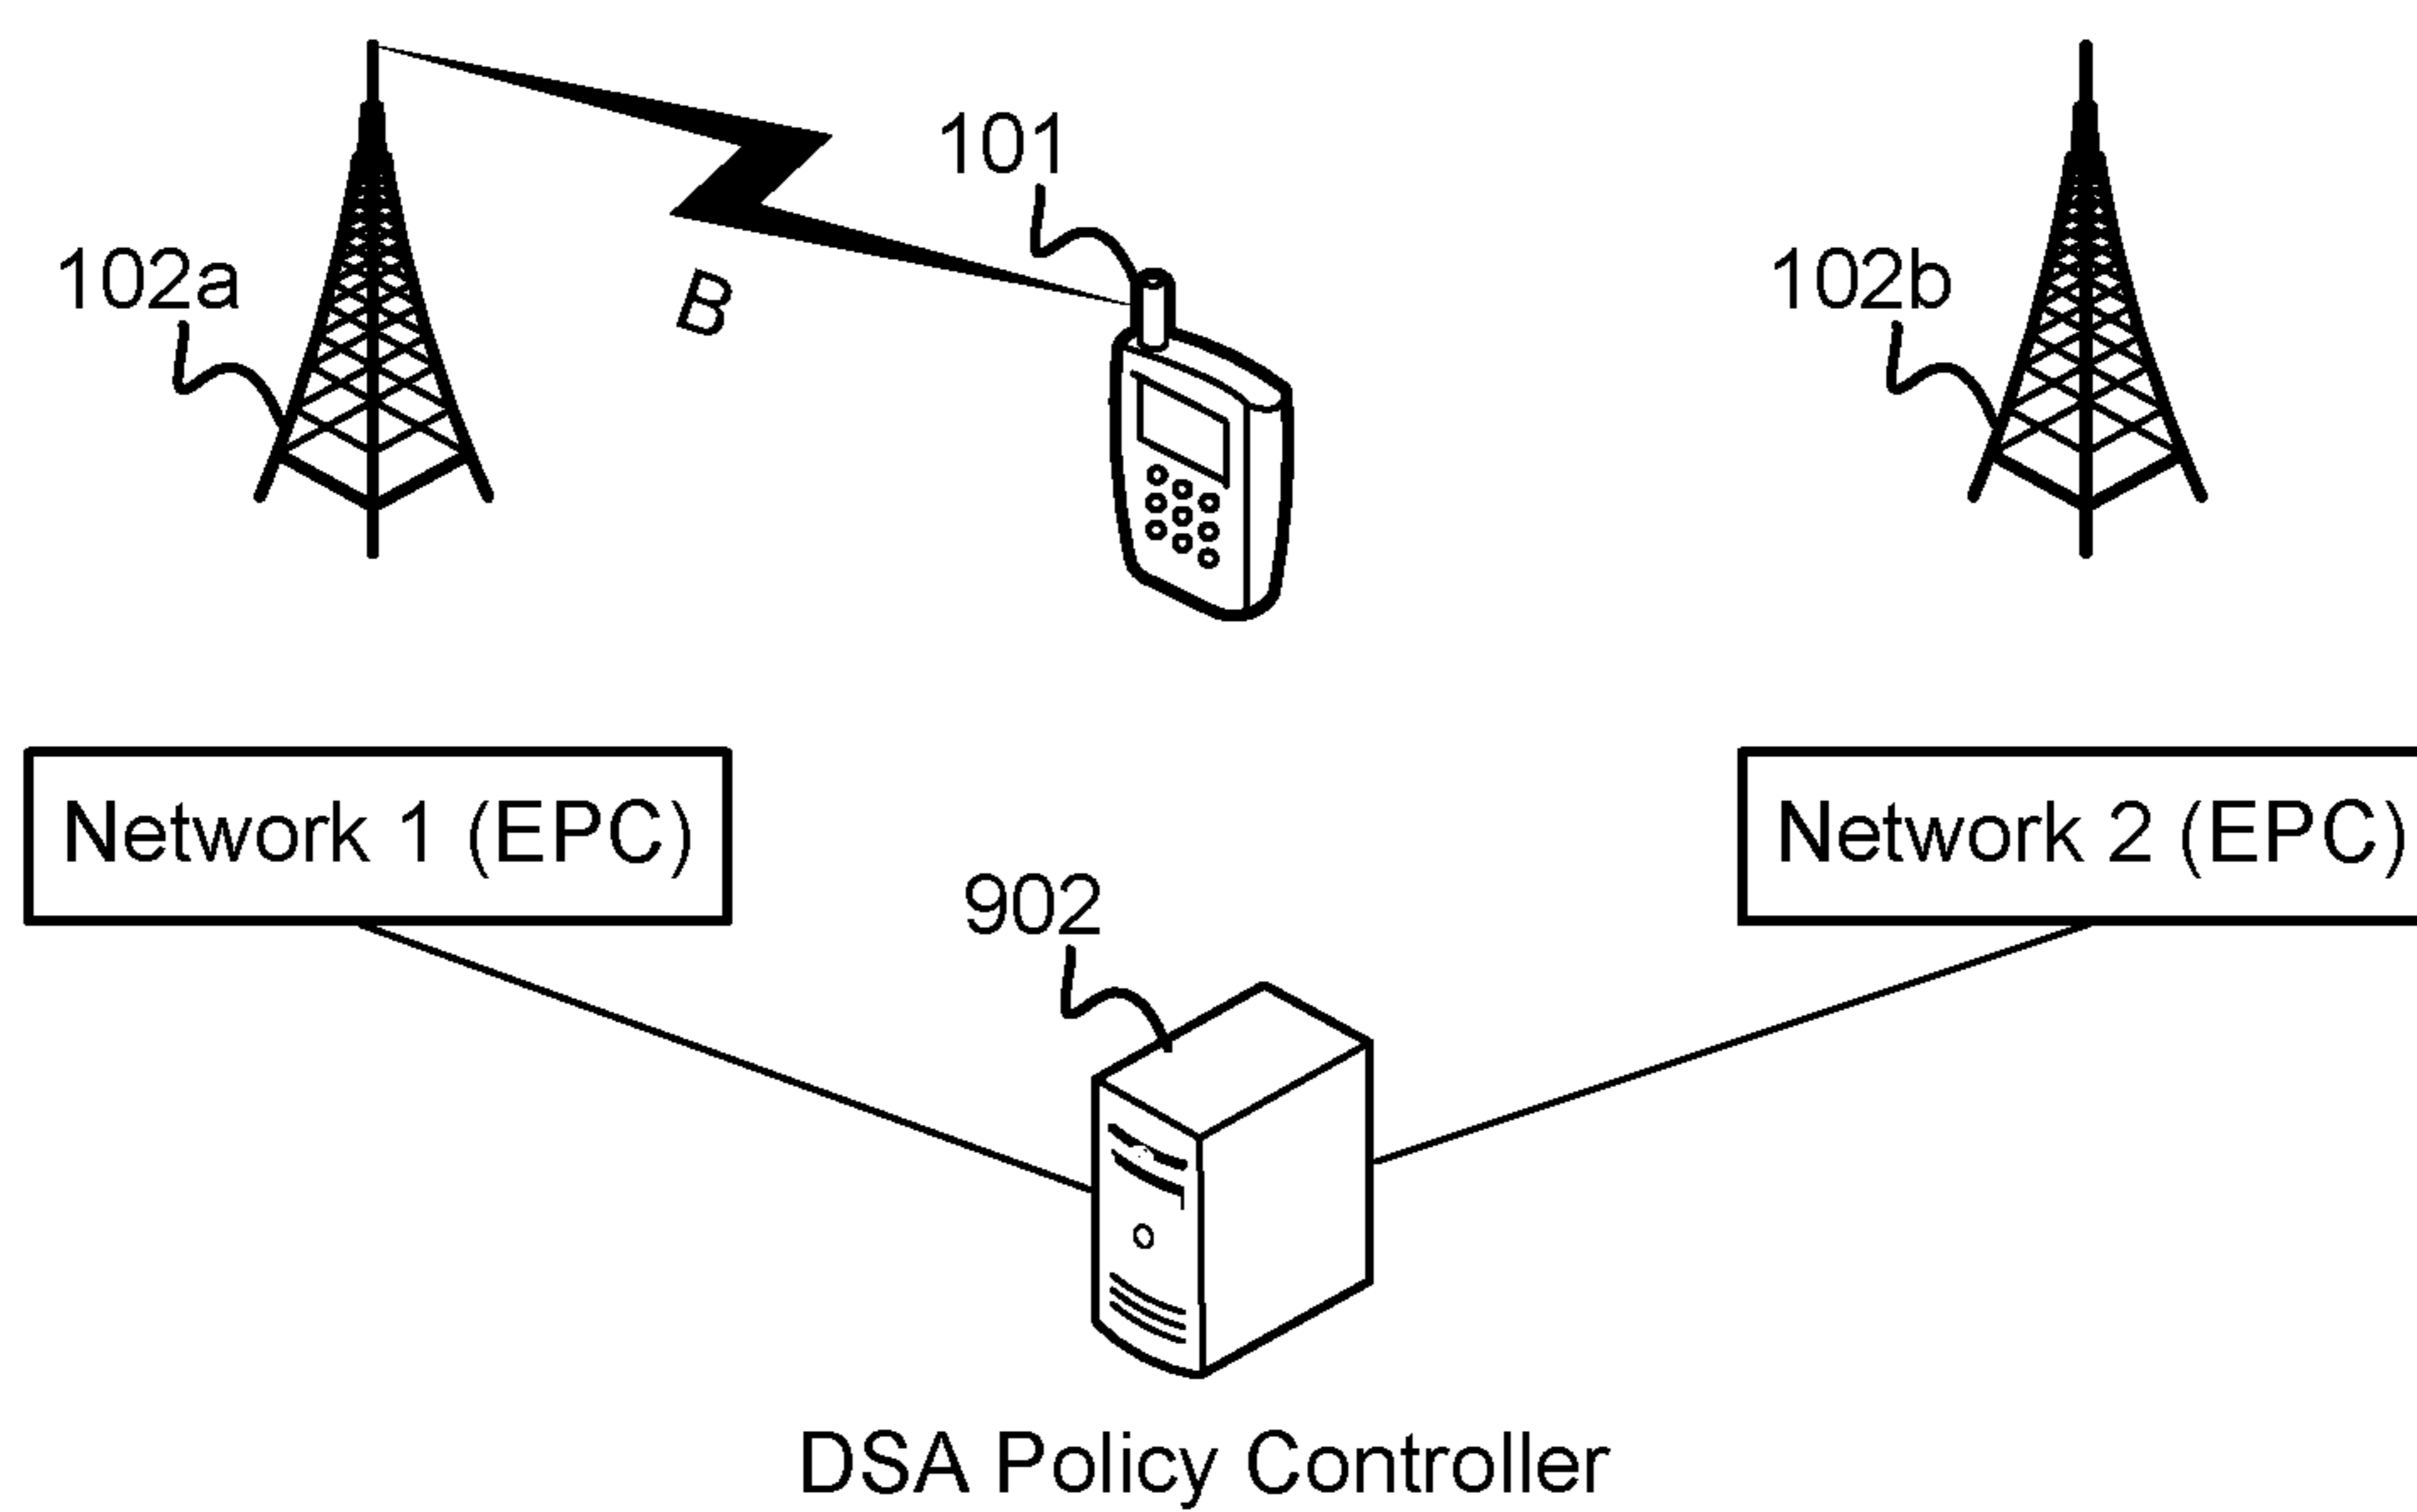 101
102a
102b
B
Network 1 (EPC)
Network 2 (EPC)
902
DSA Policy Controller